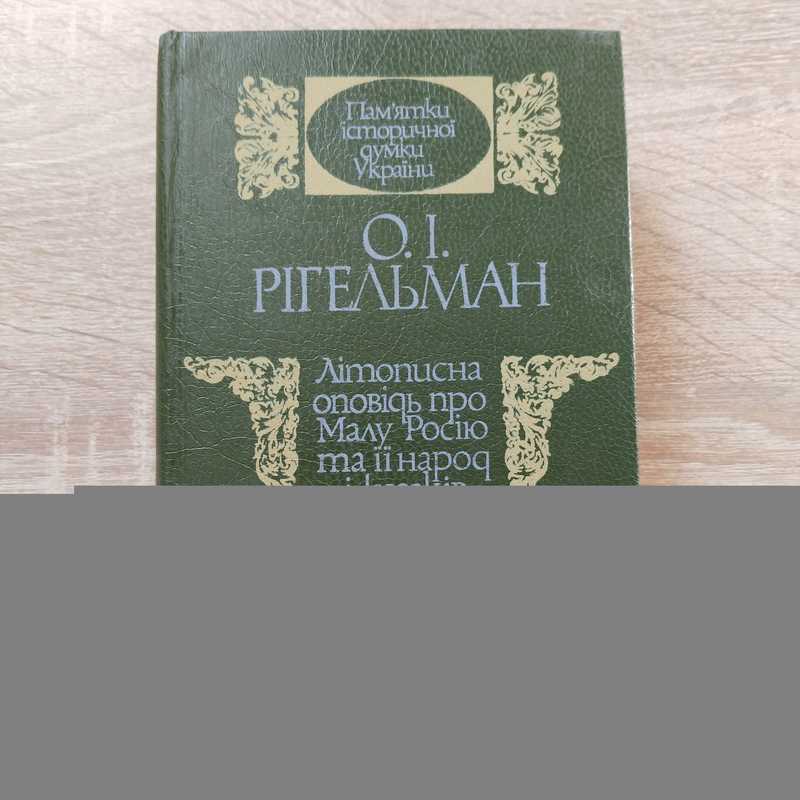 Пам'ятки
історичної
думки
України
О. І.
РІГЕЛЬМАН
Літописна
оповідь про
Малу Росію
та її народ